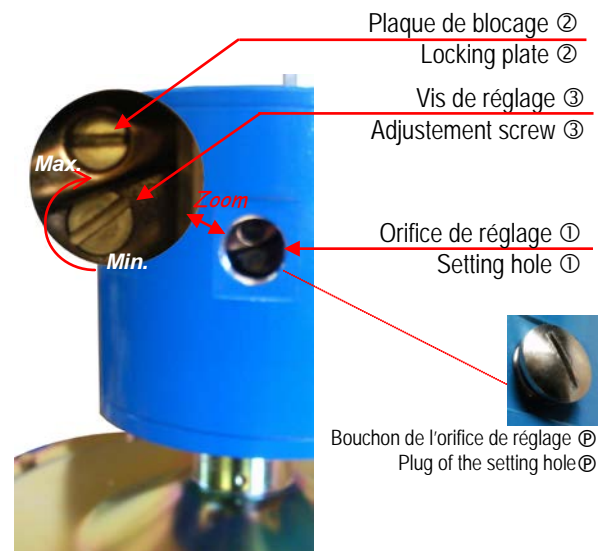 Plaque de blocage ②
Locking plate ②
Vis de réglage ③
Adjustement screw ③
Max.
Zoom
Min.
Orifice de réglage ①
Setting hole ①
Bouchon de l'orifice de réglage Ⓟ
Plug of the setting hole Ⓟ